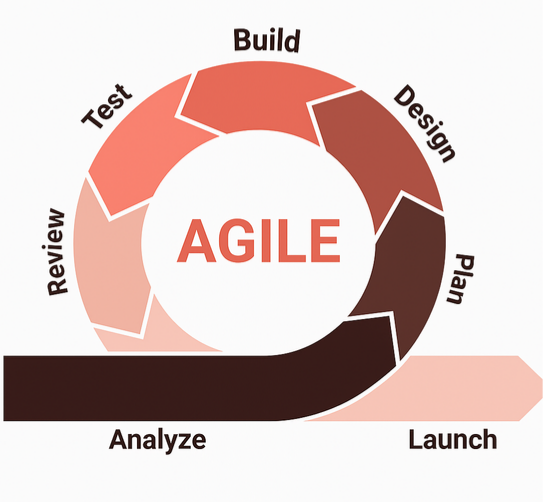 Build
Test
Design
AGILE
Review
Plan
Analyze
Launch